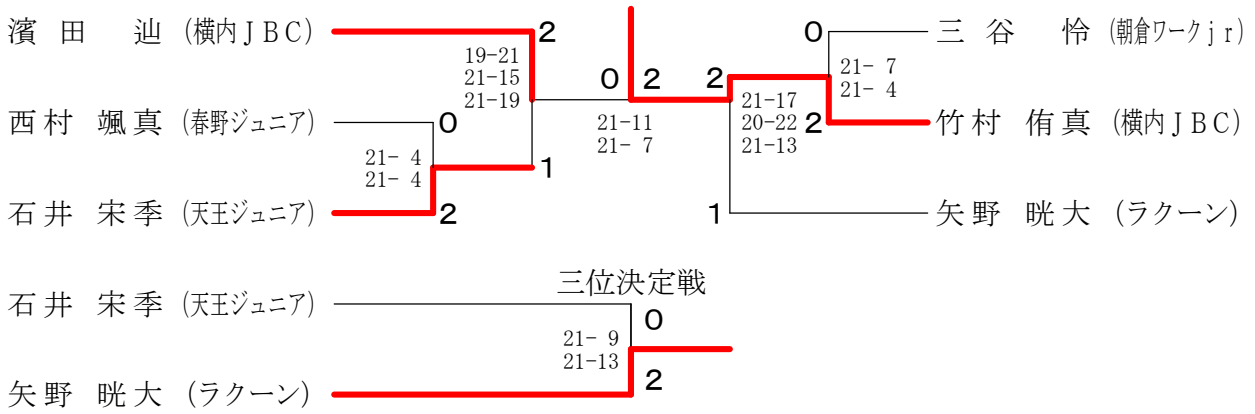 濱田 辿 (横内JBC) 2 0 三谷 怜 (朝倉ワークjr)
19-21 0 2 2 21- 7
21-15 21- 4
21-19 21-17
西村 颯真 (春野ジュニア) 0 21-11 20-22 2 竹村 侑真 (横内JBC)
21- 7 21-13
21- 4 1
21- 4
石井 宋季 (天王ジュニア) 2 1 矢野 晄大 (ラクーン)
三位決定戦
石井 宋季 (天王ジュニア) 0
21- 9
21-13
矢野 晄大 (ラクーン) 2